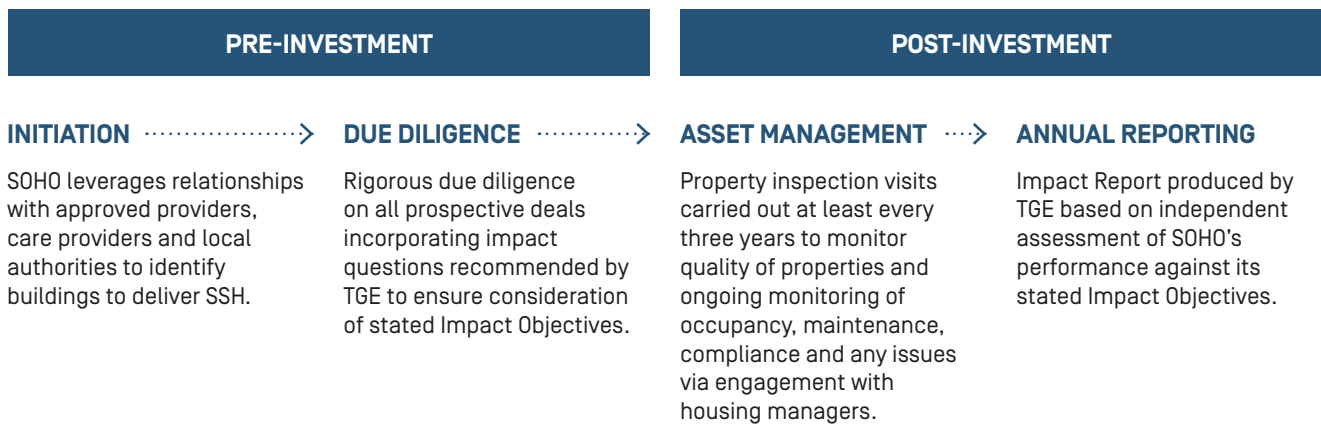 PRE-INVESTMENT
POST-INVESTMENT
INITIATION
SOHO leverages relationships
with approved providers,
care providers and local
authorities to identify
buildings to deliver SSH.
DUE DILIGENCE
Rigorous due diligence
on all prospective deals
incorporating impact
questions recommended by
TGE to ensure consideration
of stated Impact Objectives.
ASSET MANAGEMENT
Property inspection visits
carried out at least every
three years to monitor
quality of properties and
ongoing monitoring of
occupancy, maintenance,
compliance and any issues
via engagement with
housing managers.
ANNUAL REPORTING
Impact Report produced by
TGE based on independent
assessment of SOHO's
performance against its
stated Impact Objectives.